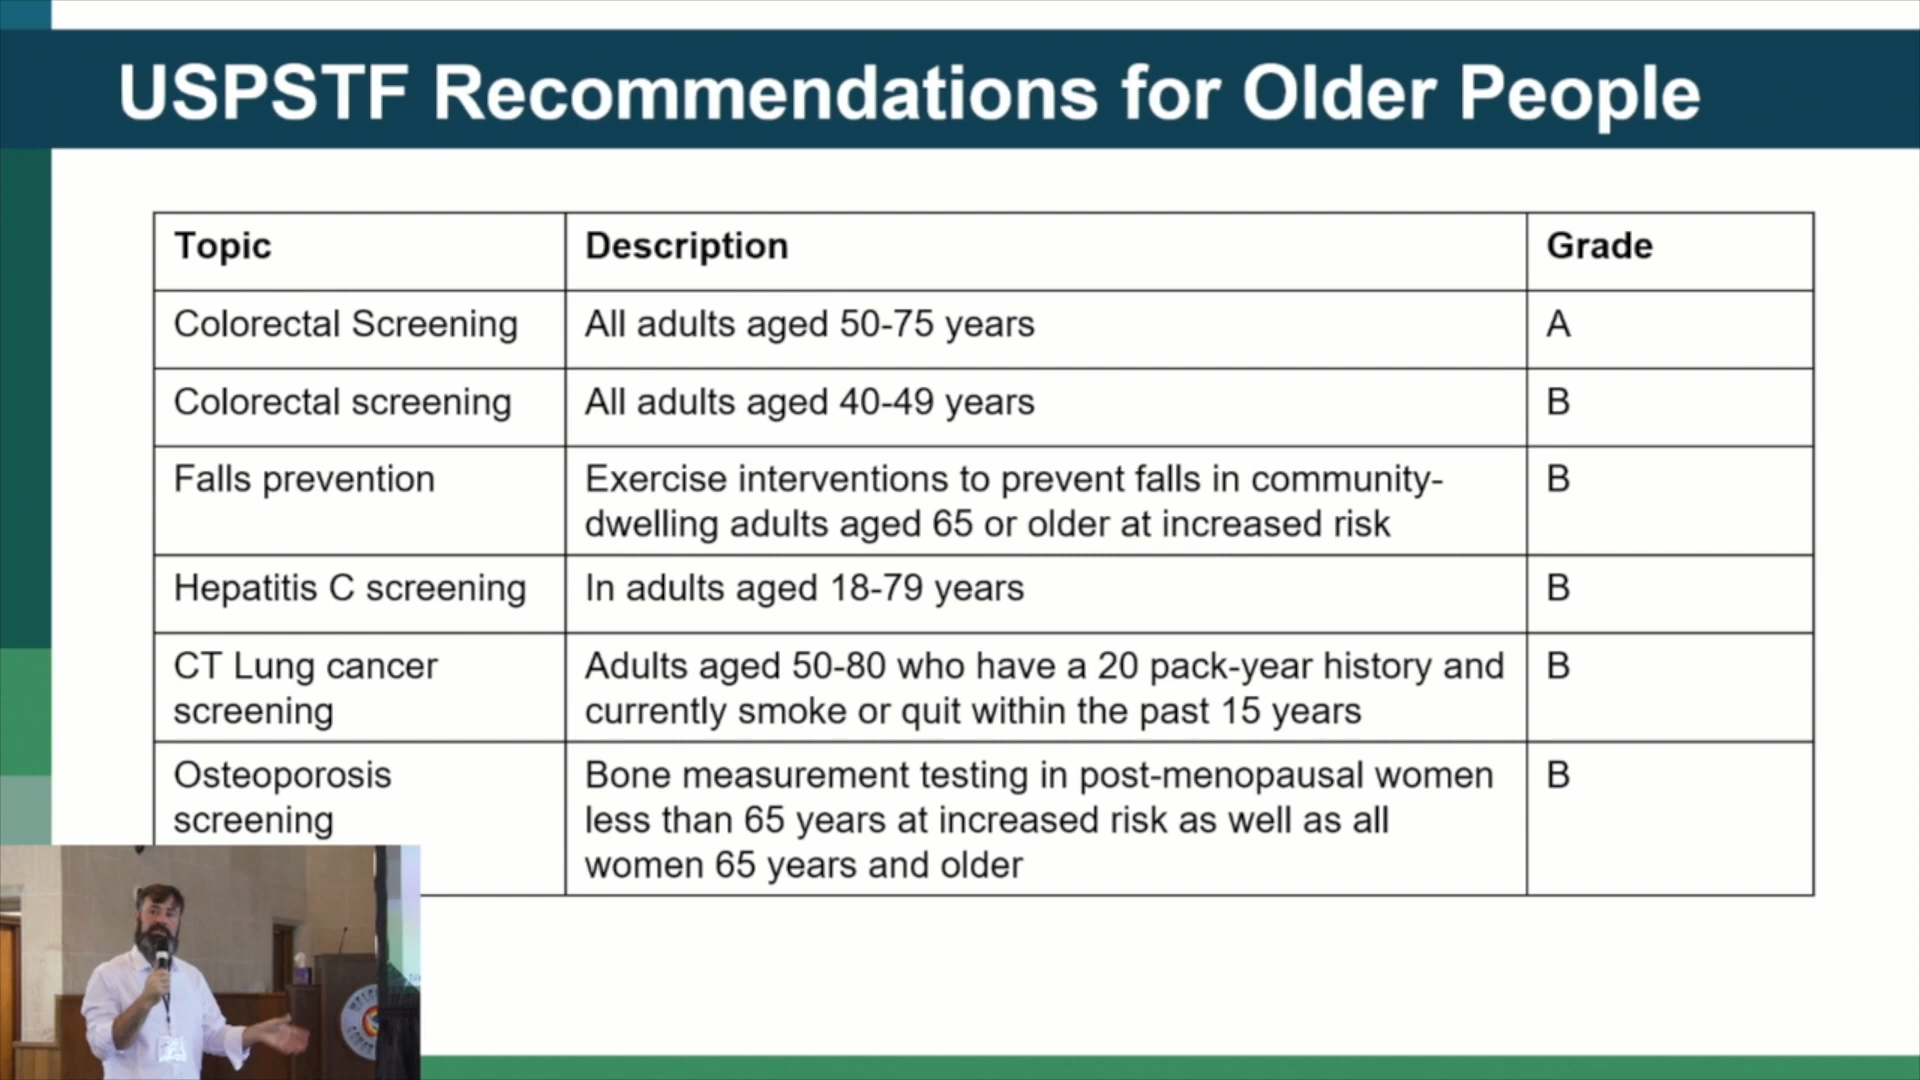 USPSTF Recommendations for Older People
Topic Description Grade
Colorectal Screening All adults aged 50-75 years A
Colorectal screening All adults aged 40-49 years B
Falls prevention Exercise interventions to prevent falls in community-
dwelling adults aged 65 or older at increased risk B
Hepatitis C screening In adults aged 18-79 years B
CT Lung cancer
screening
Adults aged 50-80 who have a 20 pack-year history and
currently smoke or quit within the past 15 years
B
Osteoporosis
screening
Bone measurement testing in post-menopausal women
less than 65 years at increased risk as well as all
women 65 years and older
B